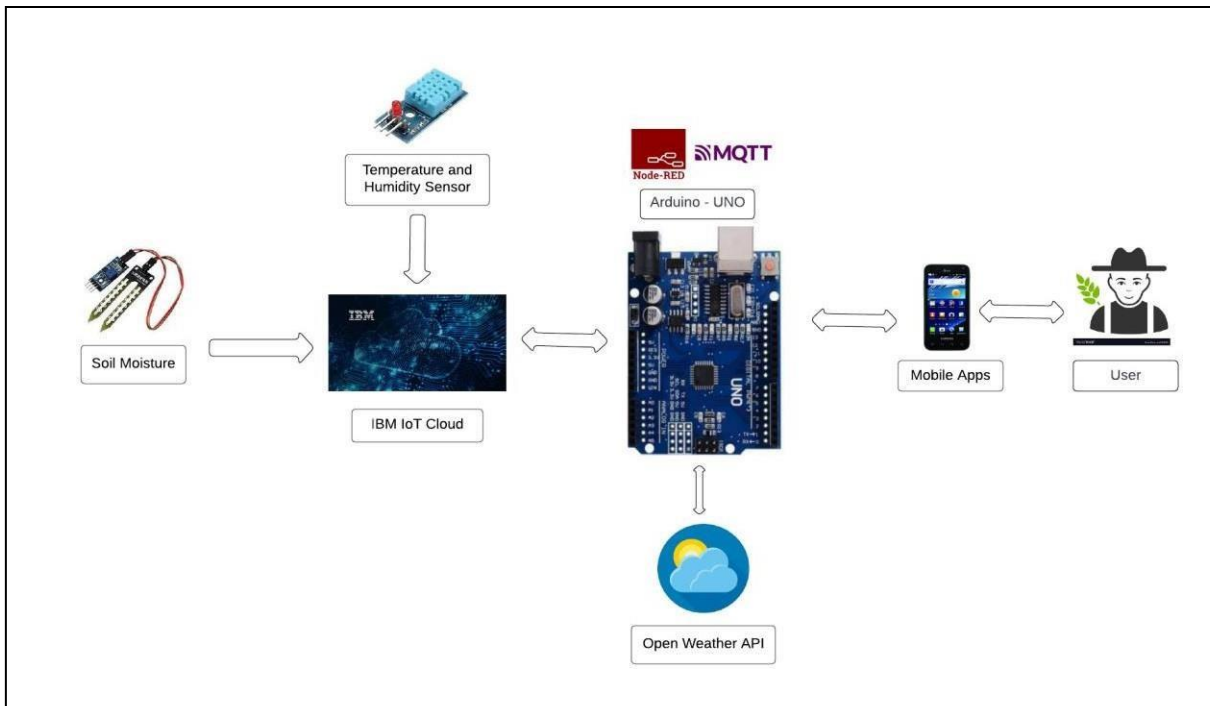 Temperature and
Humidity Sensor
Node-RED
MQTT
Arduino - UNO
Soil Moisture
IBM
IBM IoT Cloud
UNO
Mobile Apps
User
Open Weather API